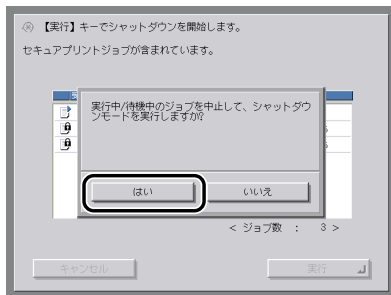 【実行】キーでシャットダウンを開始します。
セキュアプリントジョブが含まれています。
実行中/待機中のジョブを中止して、シャットダウ
ンモードを実行しますか?
はい
いいえ
< ジョブ数 : 3 >
キャンセル
実行